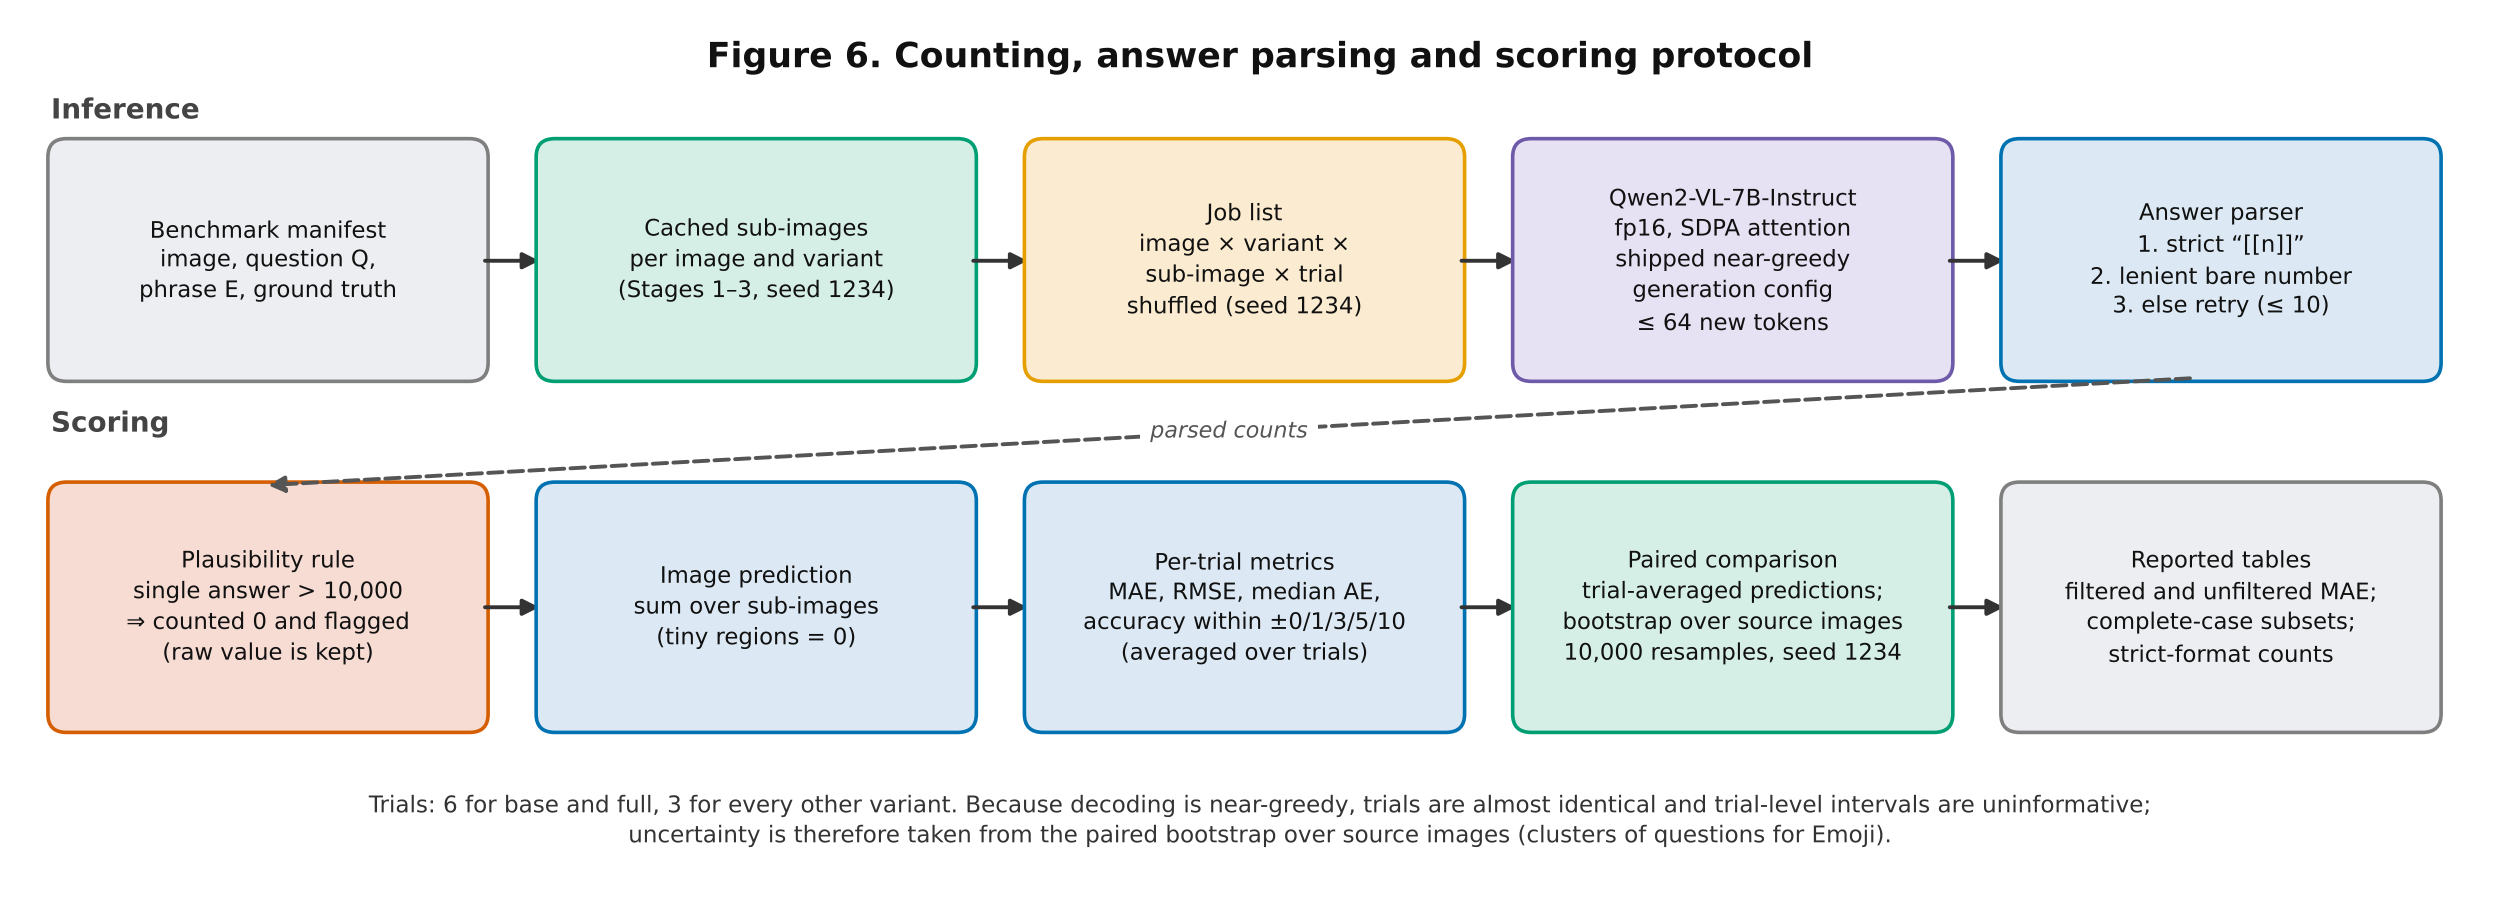 Figure 6. Counting, answer parsing and scoring protocol
Inference
Benchmark manifest
image, question Q,
phrase E, ground truth
Cached sub-images
per image and variant
(Stages 1–3, seed 1234)
Job list
image × variant ×
sub-image × trial
shuffled (seed 1234)
Qwen2-VL-7B-Instruct
fp16, SDPA attention
shipped near-greedy
generation config
≤ 64 new tokens
Answer parser
1. strict “[[n]]”
2. lenient bare number
3. else retry (≤ 10)
Scoring
parsed counts
Plausibility rule
single answer > 10,000
⇒ counted 0 and flagged
(raw value is kept)
Image prediction
sum over sub-images
(tiny regions = 0)
Per-trial metrics
MAE, RMSE, median AE,
accuracy within ±0/1/3/5/10
(averaged over trials)
Paired comparison
trial-averaged predictions;
bootstrap over source images
10,000 resamples, seed 1234
Reported tables
filtered and unfiltered MAE;
complete-case subsets;
strict-format counts
Trials: 6 for base and full, 3 for every other variant. Because decoding is near-greedy, trials are almost identical and trial-level intervals are uninformative;
uncertainty is therefore taken from the paired bootstrap over source images (clusters of questions for Emoji).